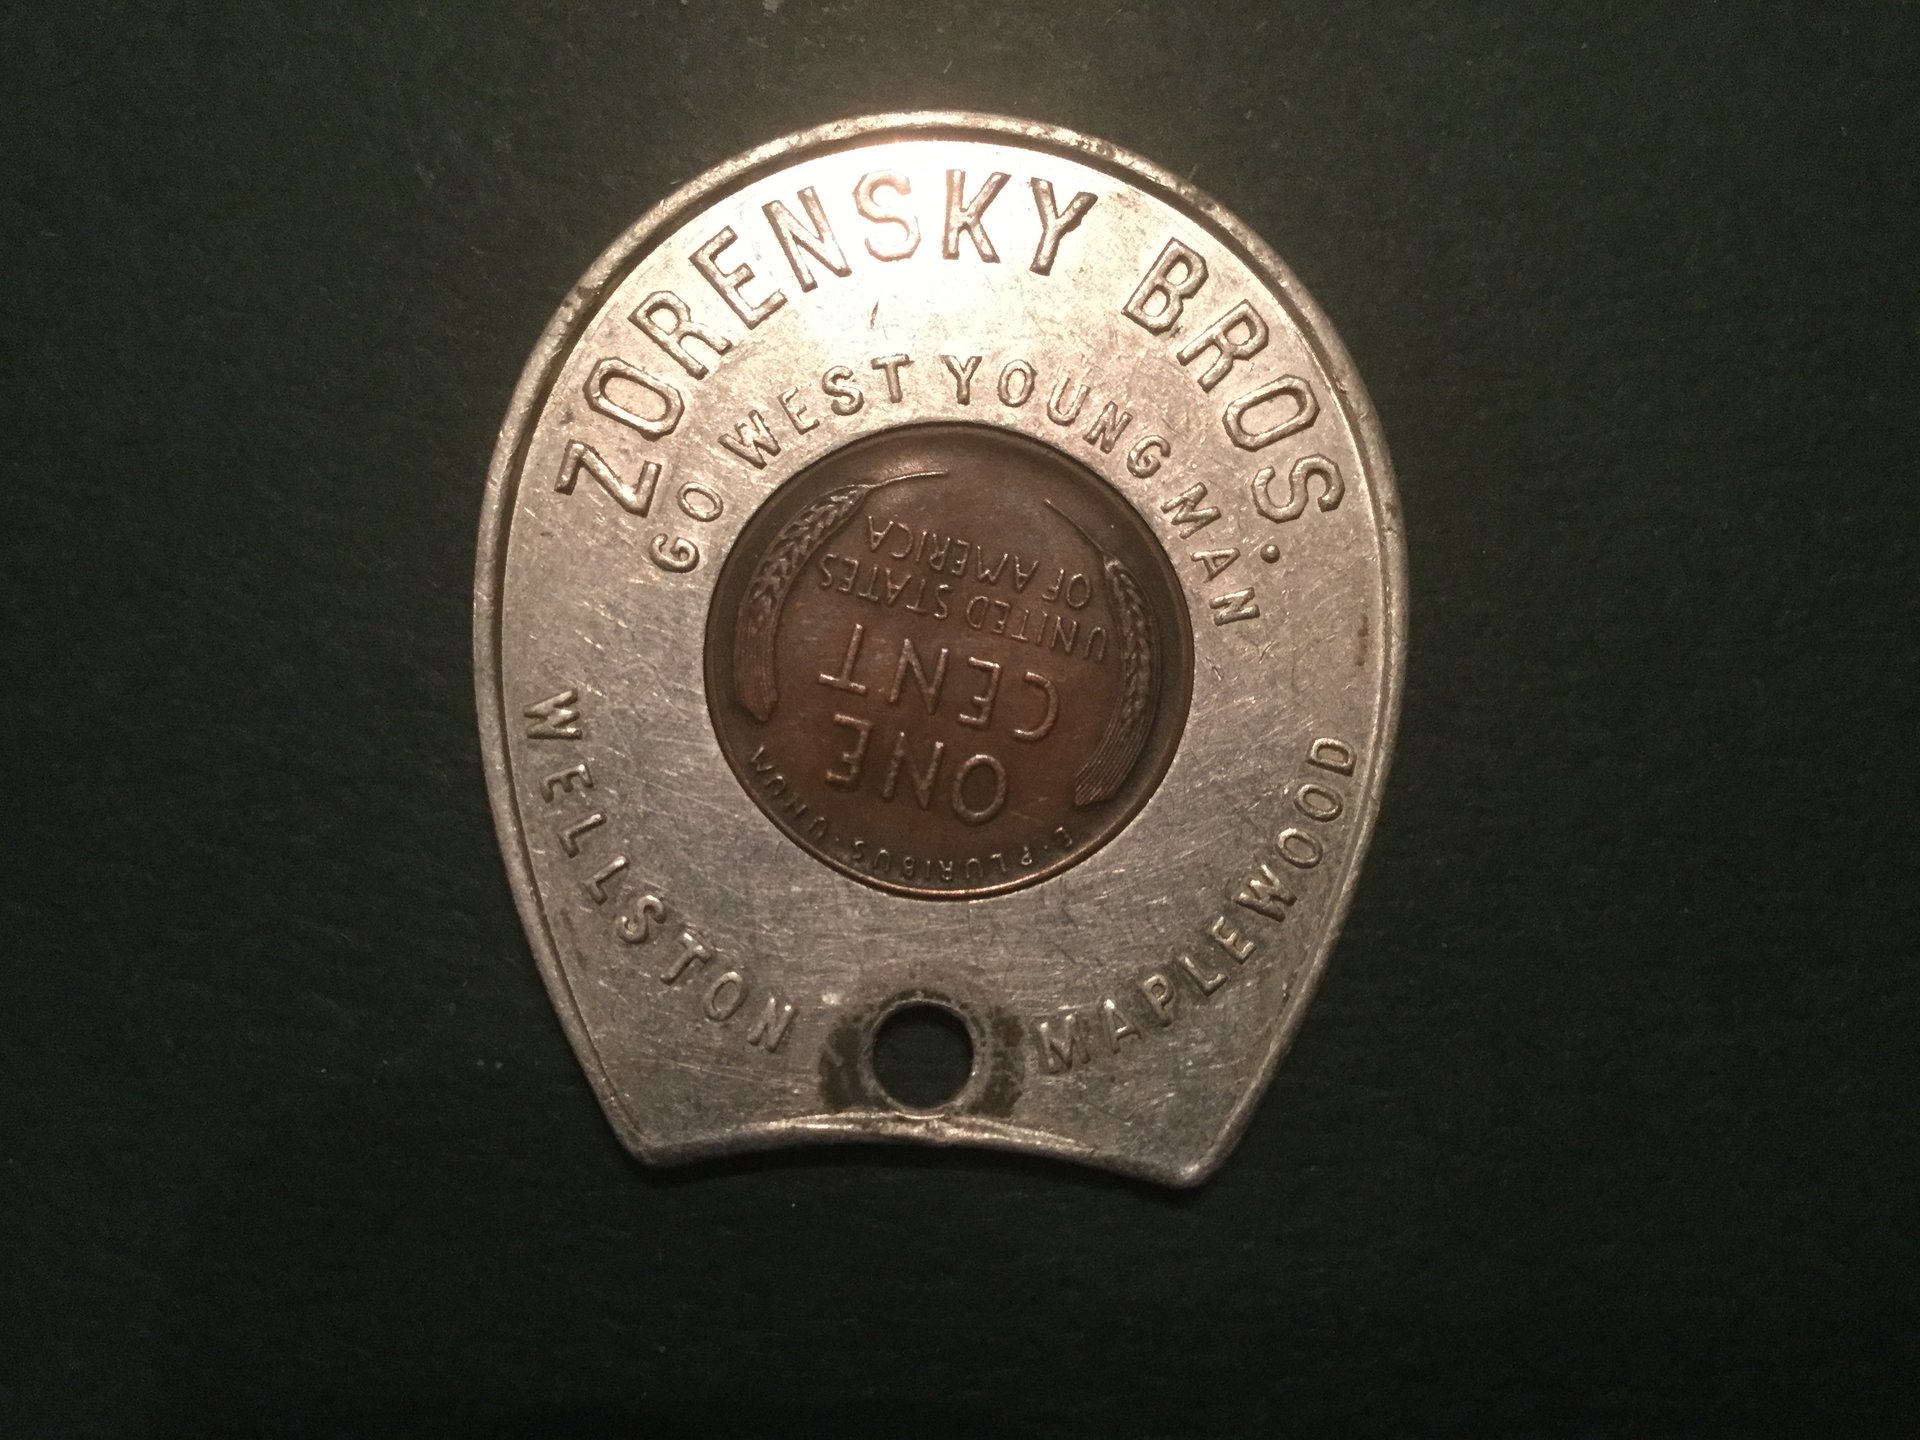 ZORENSKY BROS.
GO WEST YOUNG MAN
E·PLURIBUS·UNUM
ONE
CENT
UNITED STATES
OF AMERICA
WELLSTON
MAPLEWOOD